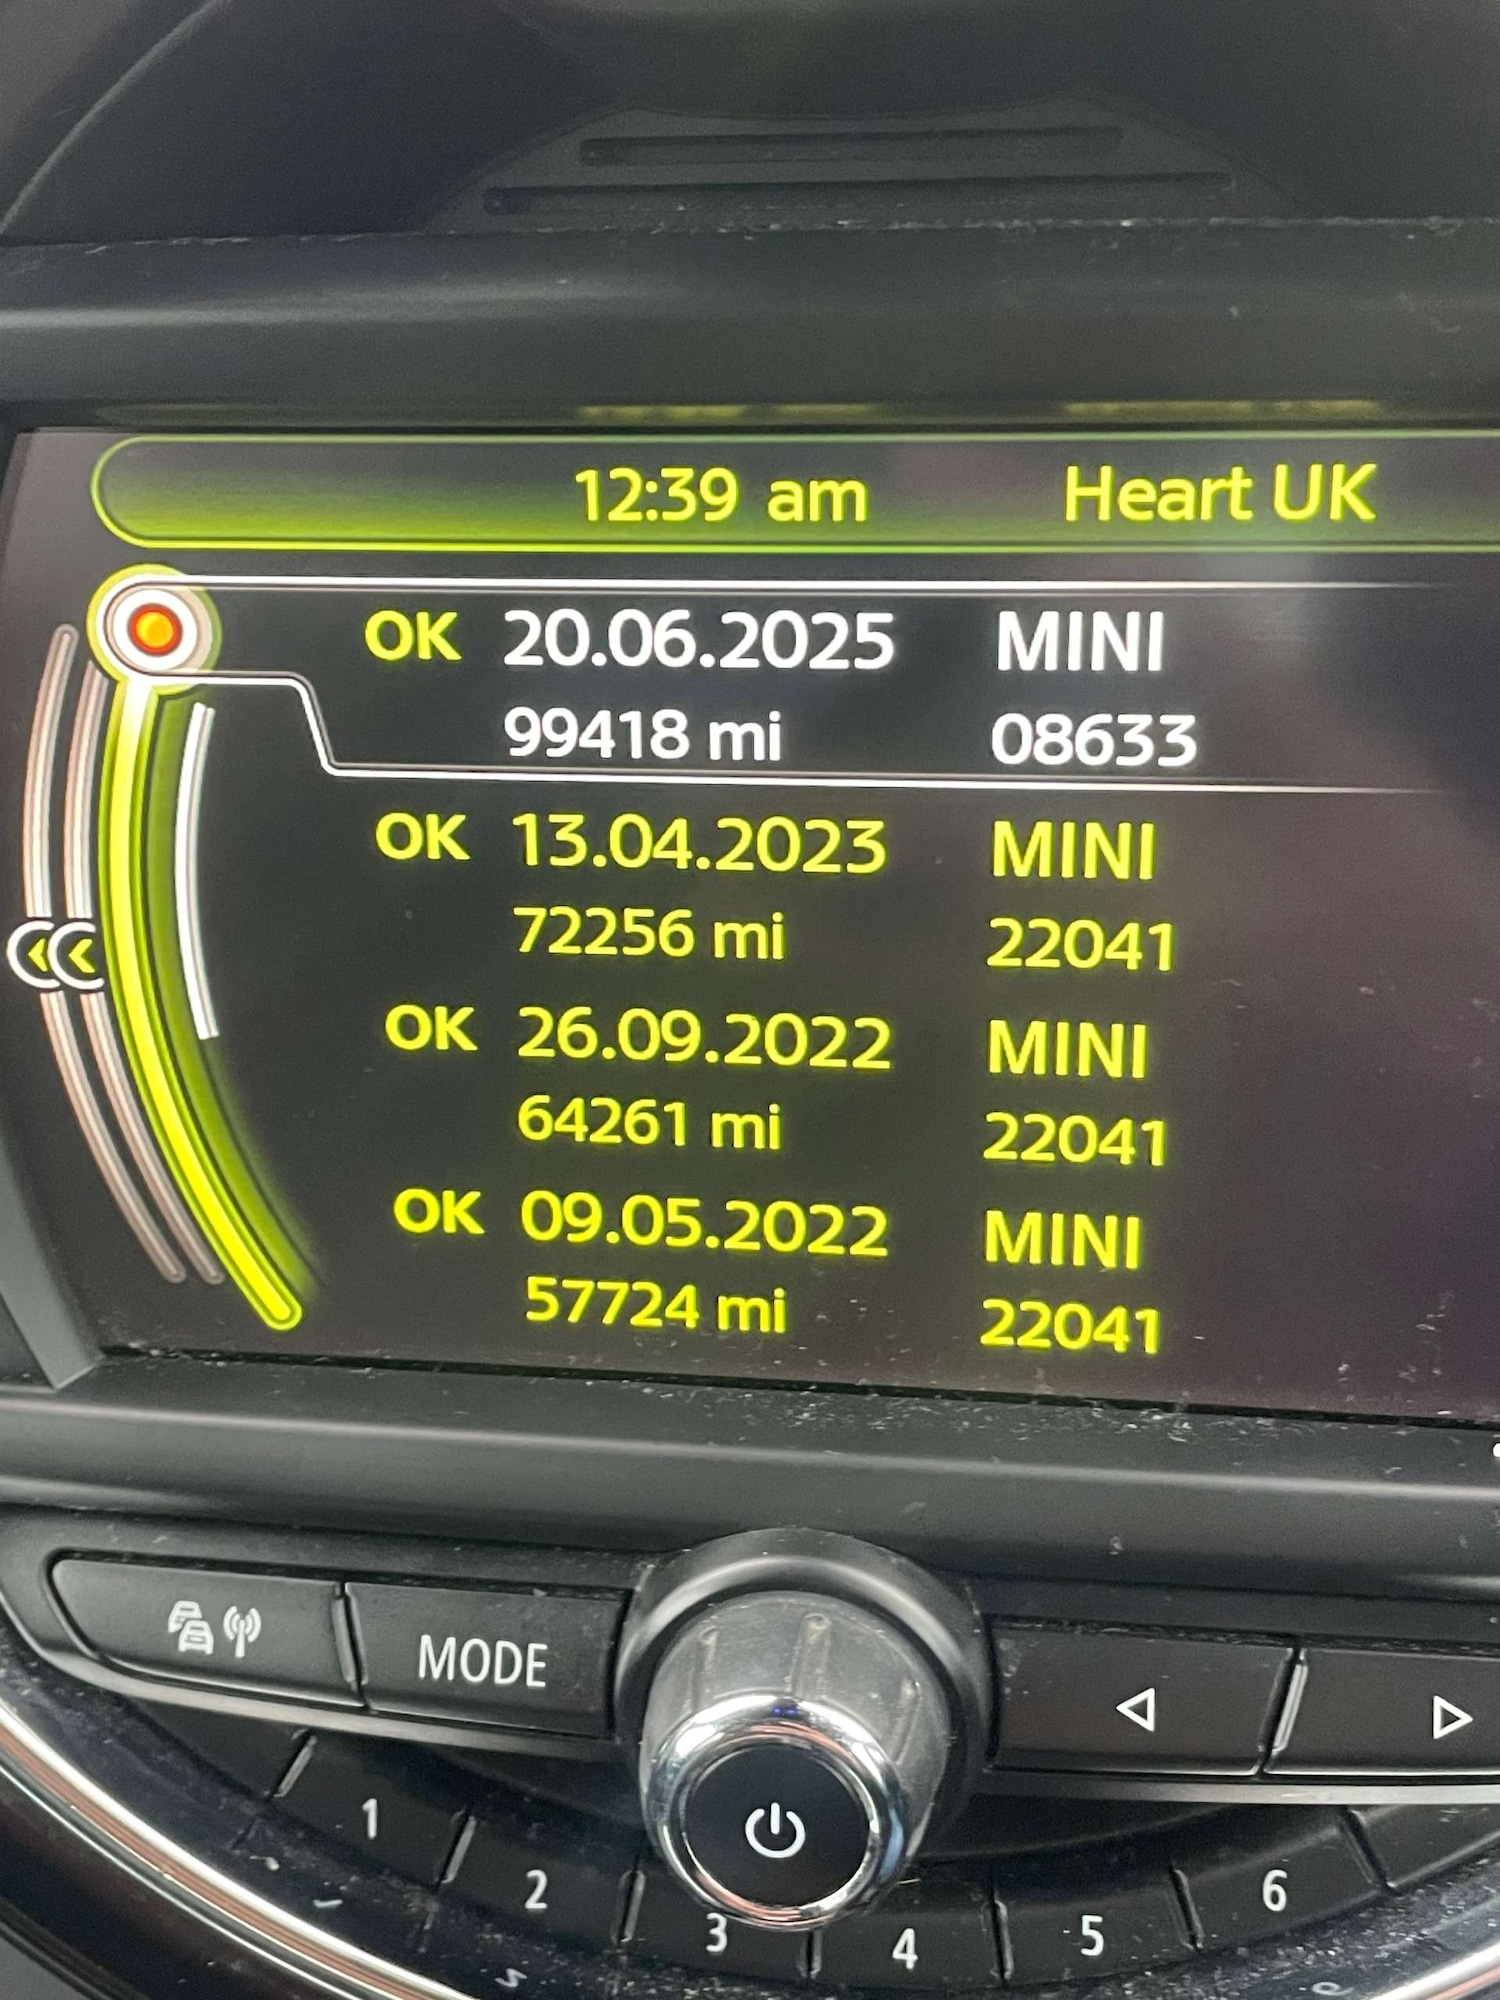 12:39 am Heart UK
OK 20.06.2025 MINI
99418 mi 08633
OK 13.04.2023 MINI
72256 mi 22041
OK 26.09.2022 MINI
64261 mi 22041
OK 09.05.2022 MINI
57724 mi 22041
MODE
1 2 3 4 5 6